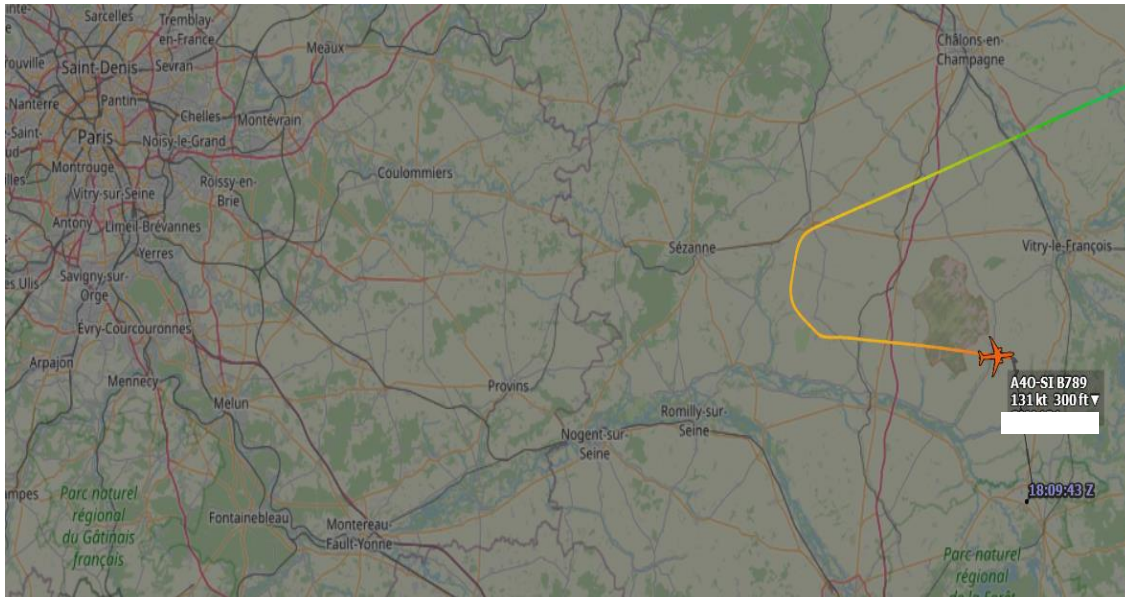 Sarcelles
Tremblay-
en-France
Meaux
Châlons-en-
Champagne
Saint-Denis
Sevran
Nanterre
Pantin
Chelles
Montévrain
Paris
Noisy-le-Grand
Montrouge
Roissy-en-
Brie
Coulommiers
Vitry-sur-Seine
Antony
Limeil-Brévannes
Yerres
Sézanne
Vitry-le-François
Savigny-sur-
Orge
Évry-Courcouronnes
Arpajon
Mennecy
Melun
Provins
A4O-SI B789
131 kt 300 ft ▼
Romilly-sur-
Seine
Nogent-sur-
Seine
18:09:43 Z
Parc naturel
régional
du Gâtinais
français
Fontainebleau
Montereau-
Fault-Yonne
Parc naturel
régional